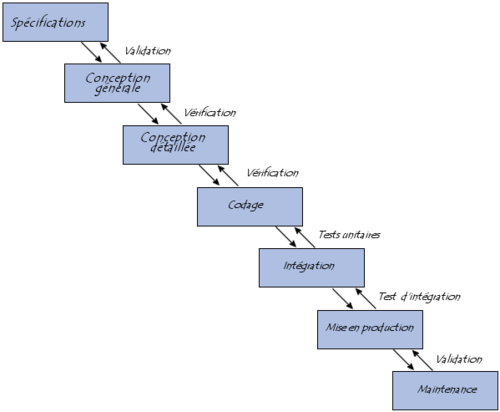 Spécifications
Validation
Conception
générale
Vérification
Conception
détaillée
Vérification
Codage
Tests unitaires
Intégration
Test d'intégration
Mise en production
Validation
Maintenance